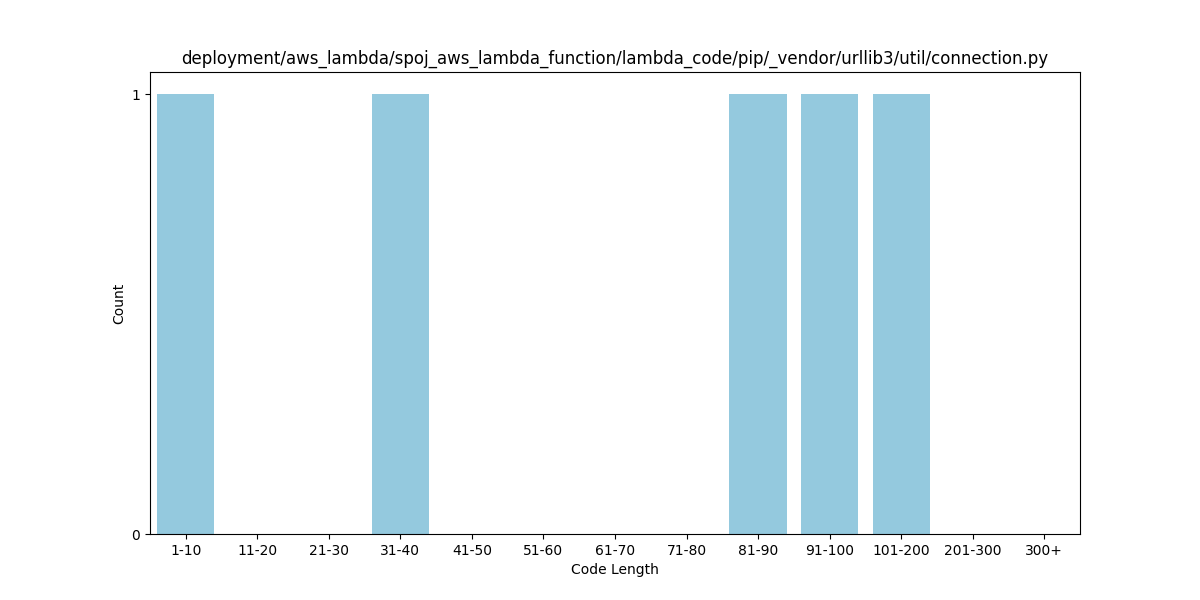 deployment/aws_lambda/spoj_aws_lambda_function/lambda_code/pip/_vendor/urllib3/util/connection.py
1
0
Count
1-10 11-20 21-30 31-40 41-50 51-60 61-70 71-80 81-90 91-100 101-200 201-300 300+
Code Length